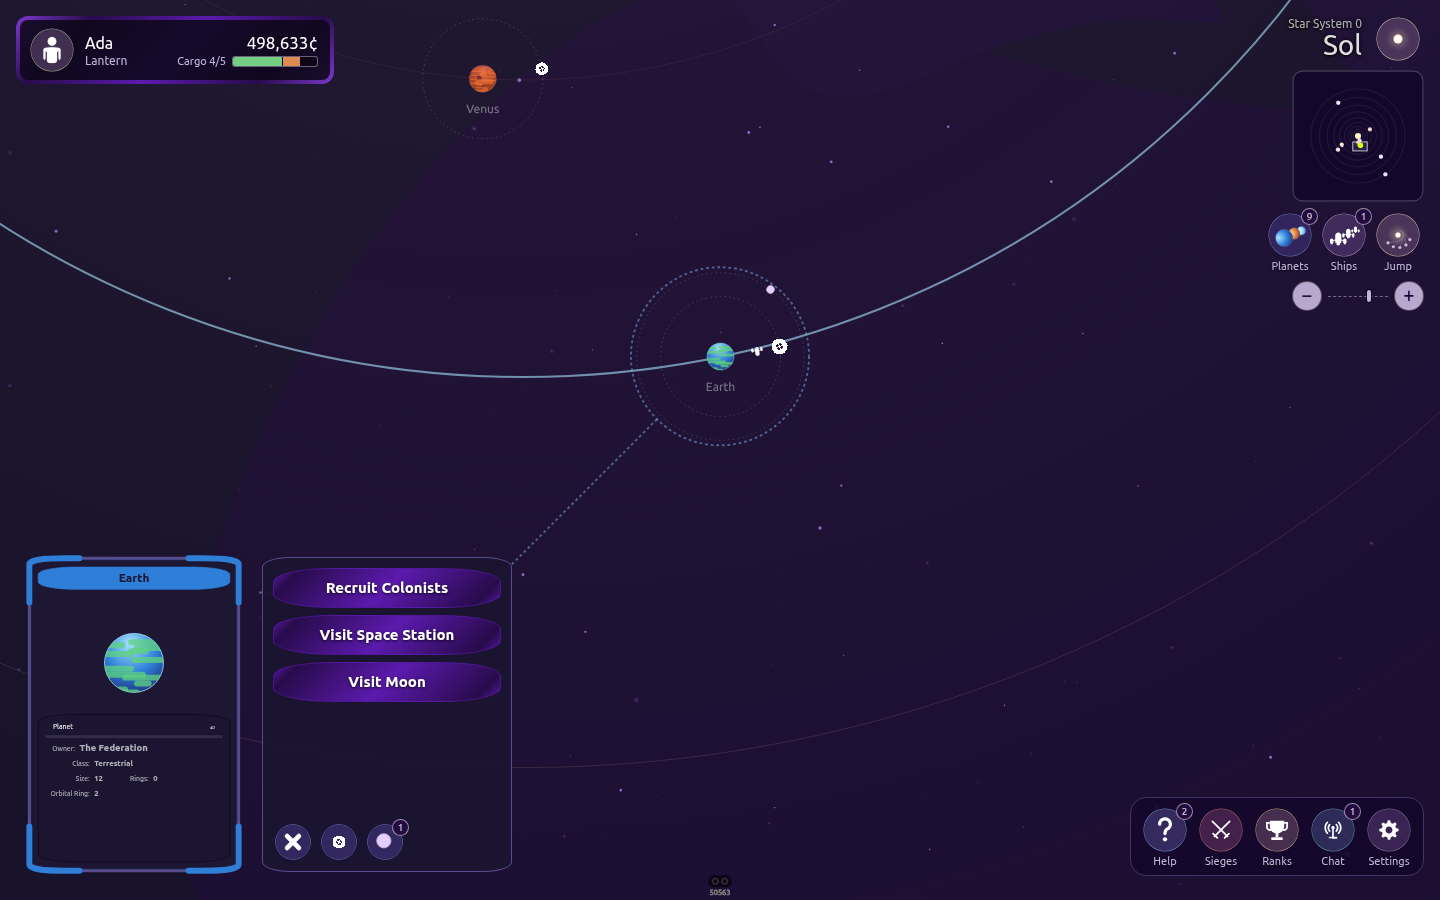 Ada
498,633¢
Lantern
Cargo 4/5
Venus
Star System 0
Sol
9
1
Planets
Ships
Jump
−
+
Earth
Earth
Planet
Owner: The Federation
Class: Terrestrial
Size: 12 Rings: 0
Orbital Ring: 2
Recruit Colonists
Visit Space Station
Visit Moon
1
2
1
Help
Sieges
Ranks
Chat
Settings
50563